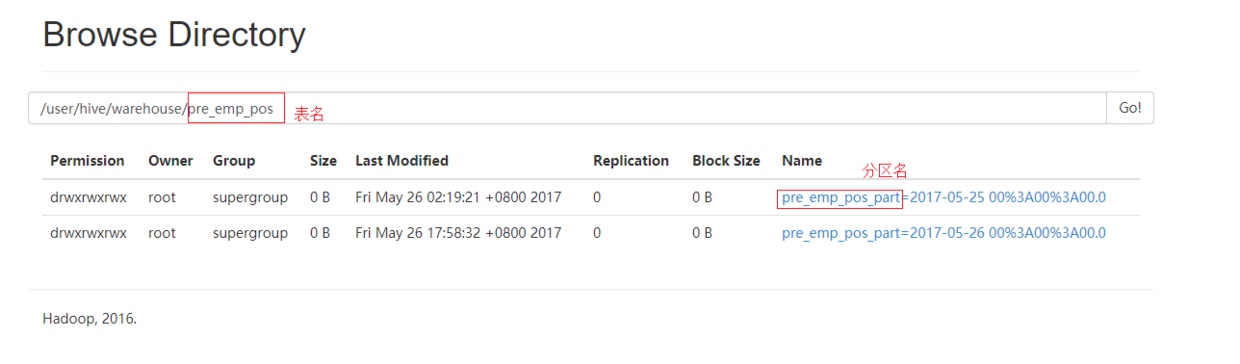 Browse Directory
/user/hive/warehouse/pre_emp_pos 表名 Go!
Permission Owner Group Size Last Modified Replication Block Size Name
分区名
drwxrwxrwx root supergroup 0 B Fri May 26 02:19:21 +0800 2017 0 0 B pre_emp_pos_part=2017-05-25 00%3A00%3A00.0
drwxrwxrwx root supergroup 0 B Fri May 26 17:58:32 +0800 2017 0 0 B pre_emp_pos_part=2017-05-26 00%3A00%3A00.0
Hadoop, 2016.